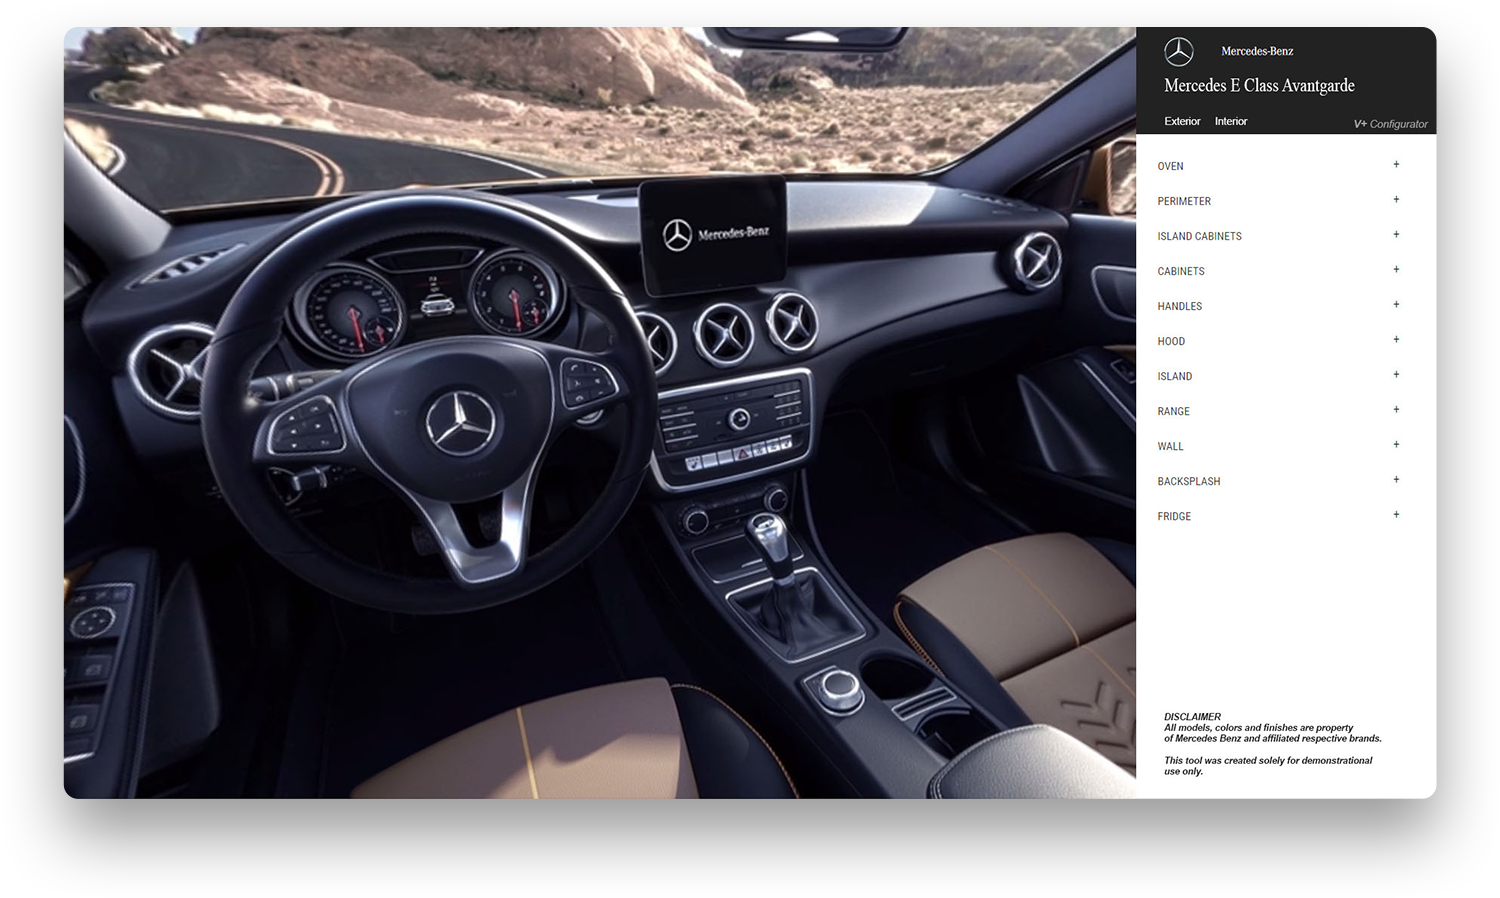 Mercedes-Benz
Mercedes E Class Avantgarde
Exterior Interior
V+ Configurator
Mercedes-Benz
OVEN +
PERIMETER +
ISLAND CABINETS +
CABINETS +
HANDLES +
HOOD +
ISLAND +
RANGE +
WALL +
BACKSPLASH +
FRIDGE +
DISCLAIMER
All models, colors and finishes are property
of Mercedes Benz and affiliated respective brands.
This tool was created solely for demonstrational
use only.